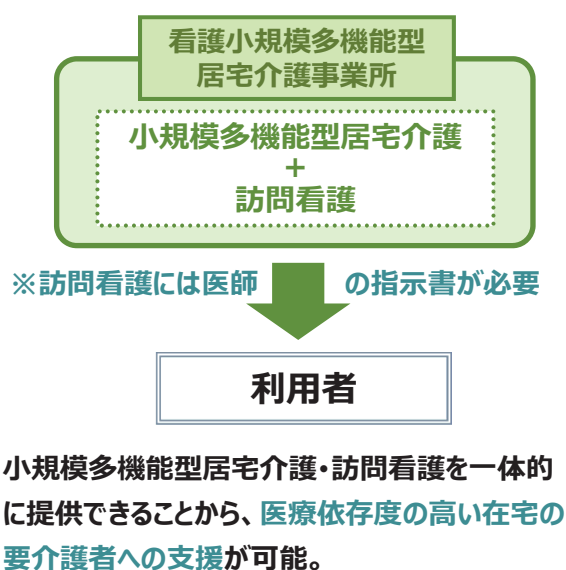 看護小規模多機能型
居宅介護事業所
小規模多機能型居宅介護
+
訪問看護
※訪問看護には医師 の指示書が必要
利用者
小規模多機能型居宅介護・訪問看護を一体的
に提供できることから、医療依存度の高い在宅の
要介護者への支援が可能。